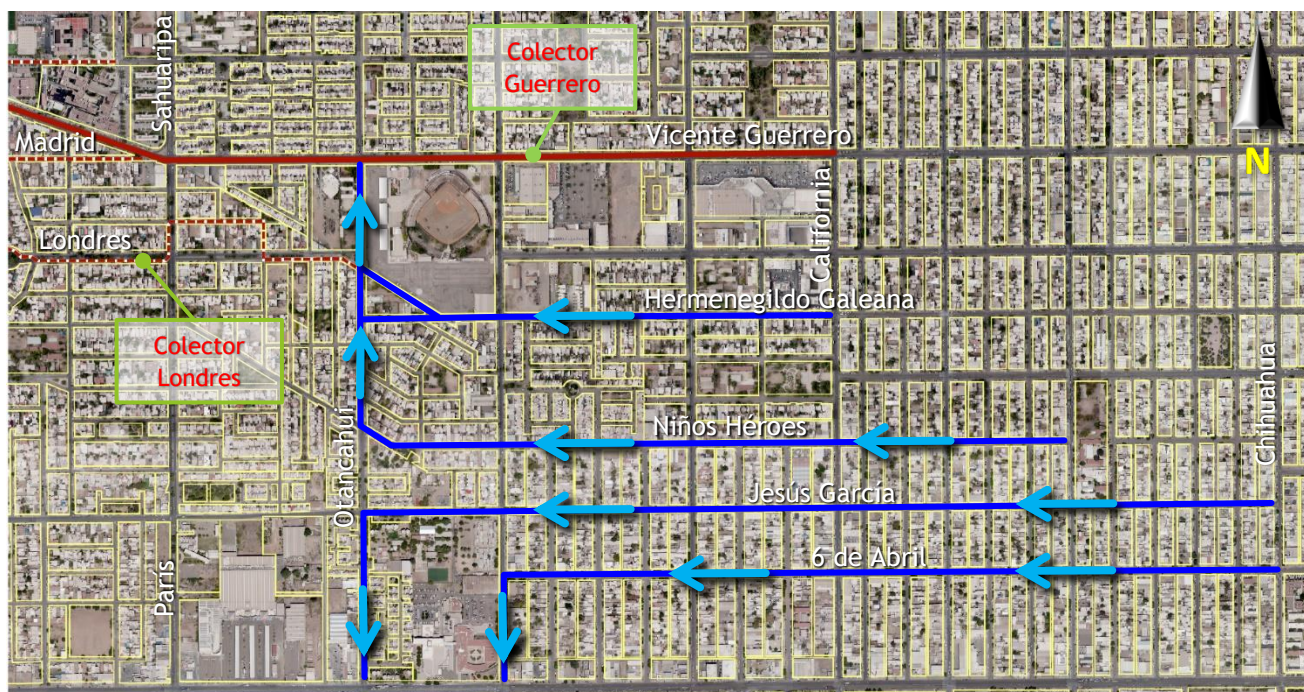 Sahuaripa
Colector
Guerrero
Madrid
Vicente Guerrero
N
Londres
California
Hermenegildo Galeana
Colector
Londres
Otancahui
Niños Héroes
Chihuahua
Jesús García
6 de Abril
París